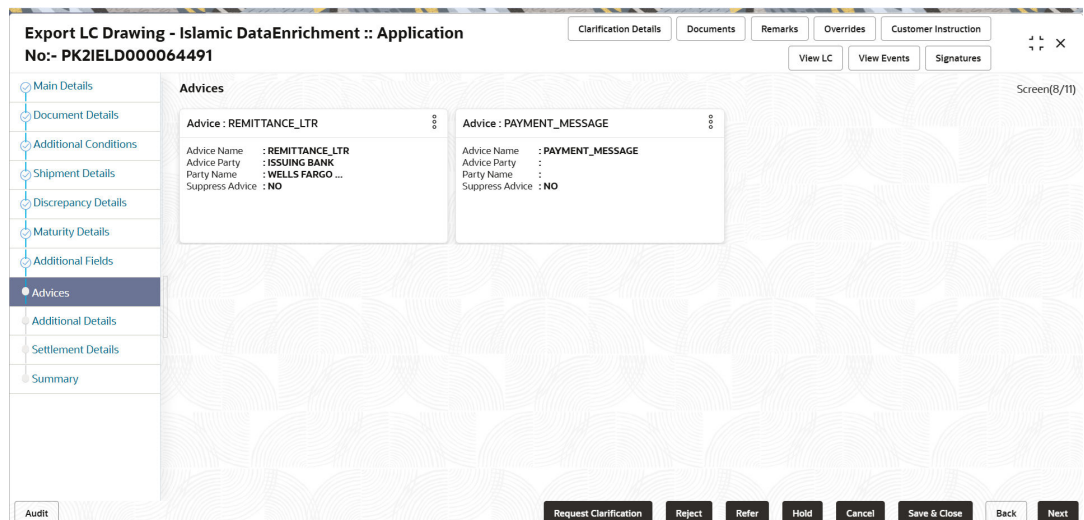 Export LC Drawing - Islamic DataEnrichment :: Application
No:- PK2IELD000064491
Clarification Details
Documents
Remarks
Overrides
Customer Instruction
View LC
View Events
Signatures
Main Details
Document Details
Additional Conditions
Shipment Details
Discrepancy Details
Maturity Details
Additional Fields
Advices
Additional Details
Settlement Details
Summary
Advices
Screen(8/11)
Advice : REMITTANCE_LTR
Advice Name : REMITTANCE_LTR
Advice Party : ISSUING BANK
Party Name : WELLS FARGO ...
Suppress Advice : NO
Advice : PAYMENT_MESSAGE
Advice Name : PAYMENT_MESSAGE
Advice Party :
Party Name :
Suppress Advice : NO
Audit
Request Clarification
Reject
Refer
Hold
Cancel
Save & Close
Back
Next